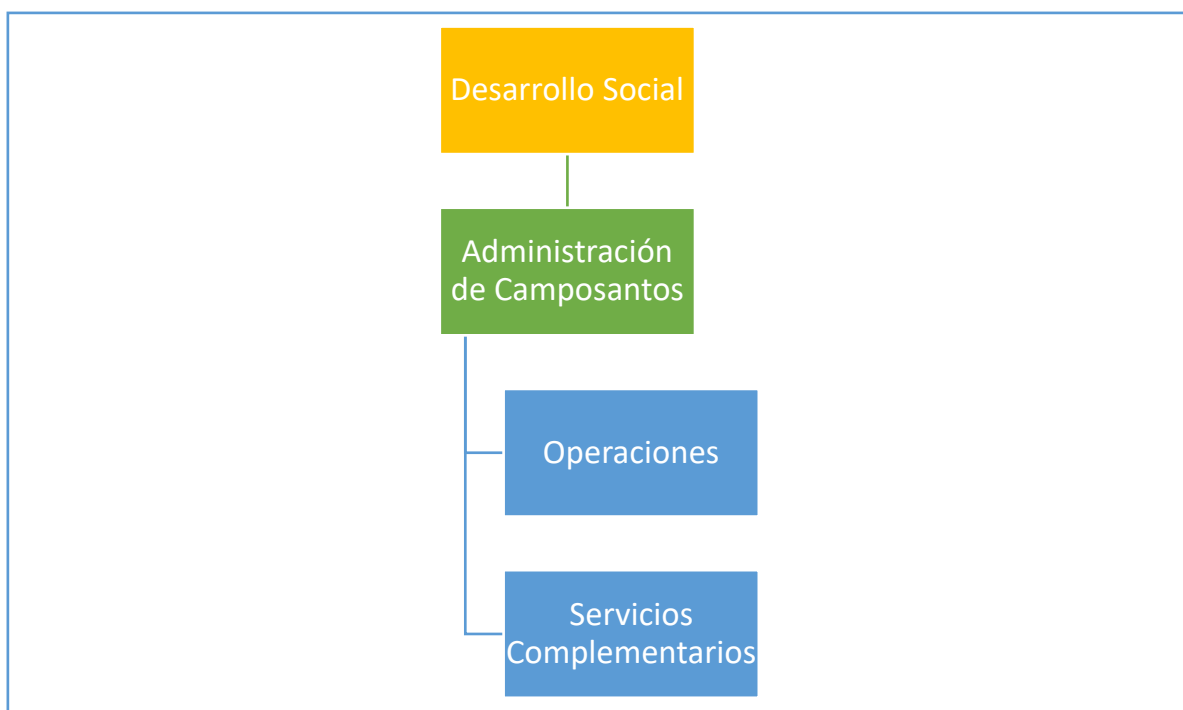 Desarrollo Social
Administración
de Camposantos
Operaciones
Servicios
Complementarios